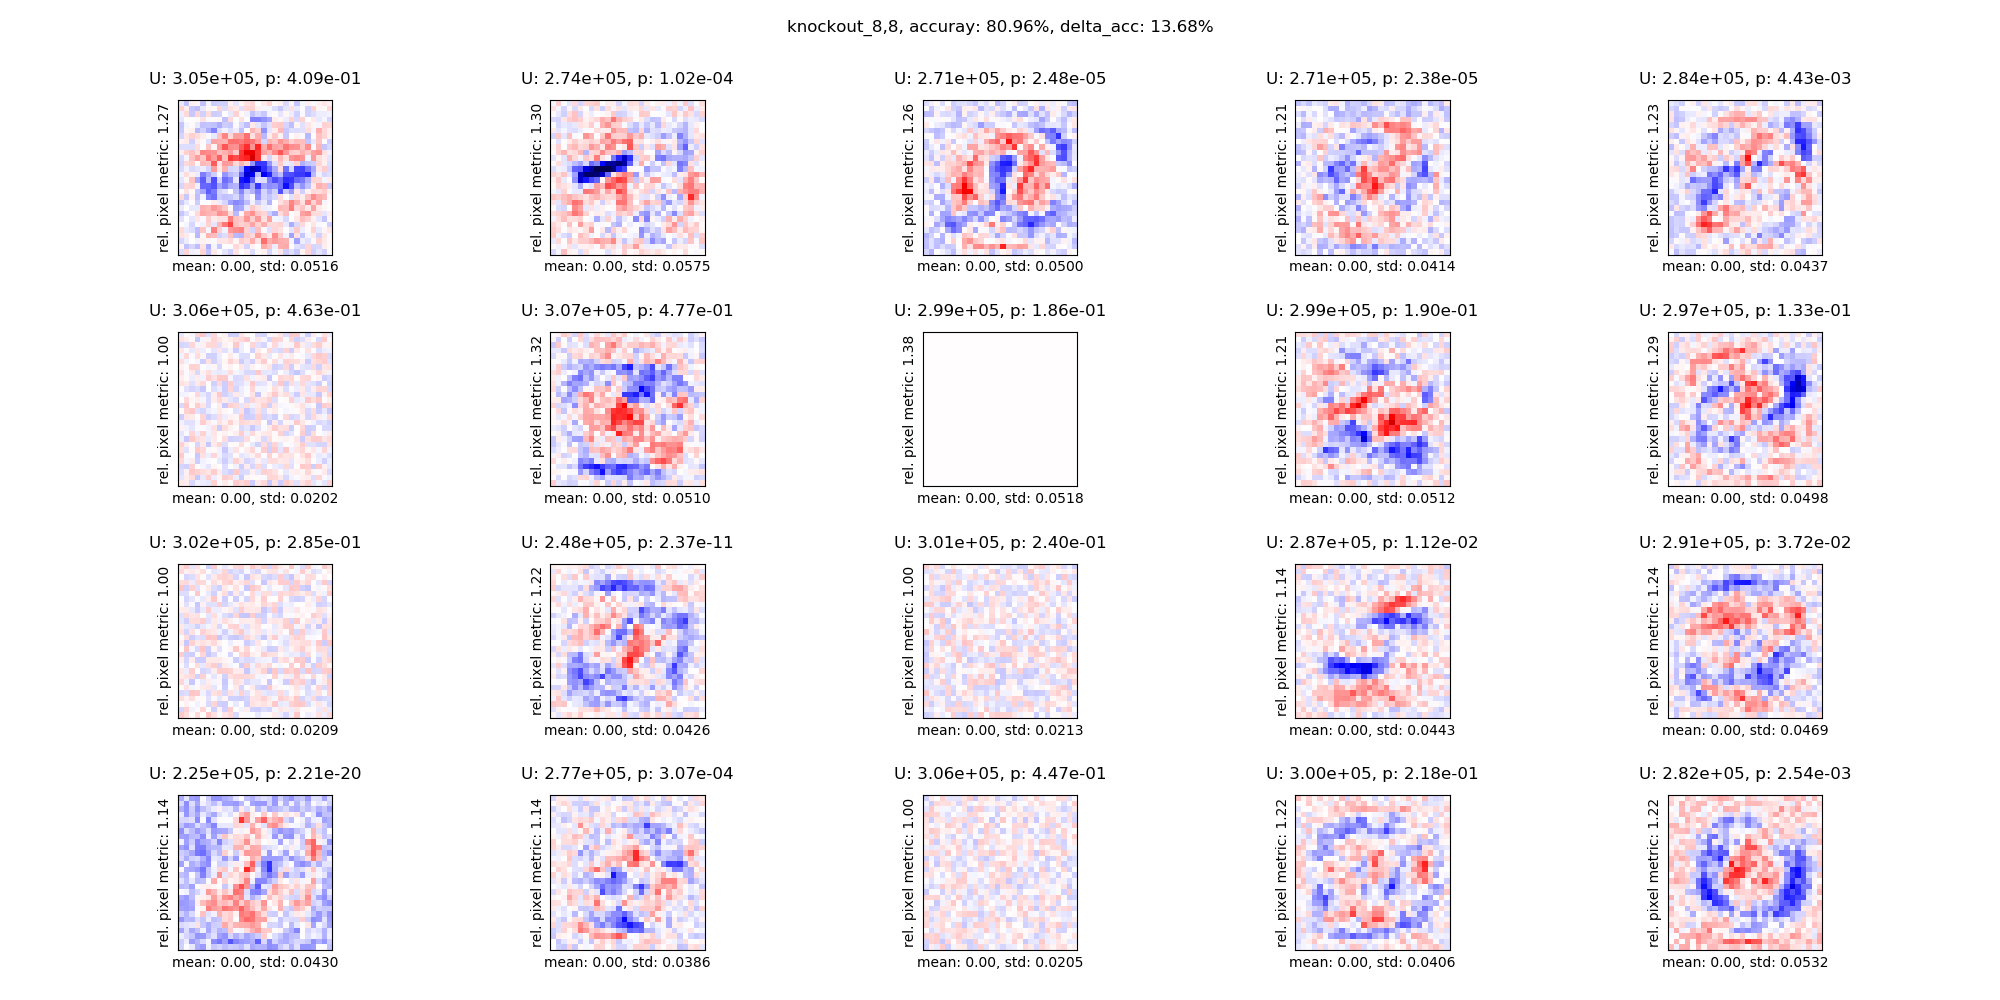 knockout_8,8, accuray: 80.96%, delta_acc: 13.68%
U: 3.05e+05, p: 4.09e-01
rel. pixel metric: 1.27
mean: 0.00, std: 0.0516
U: 2.74e+05, p: 1.02e-04
rel. pixel metric: 1.30
mean: 0.00, std: 0.0575
U: 2.71e+05, p: 2.48e-05
rel. pixel metric: 1.26
mean: 0.00, std: 0.0500
U: 2.71e+05, p: 2.38e-05
rel. pixel metric: 1.21
mean: 0.00, std: 0.0414
U: 2.84e+05, p: 4.43e-03
rel. pixel metric: 1.23
mean: 0.00, std: 0.0437
U: 3.06e+05, p: 4.63e-01
rel. pixel metric: 1.00
mean: 0.00, std: 0.0202
U: 3.07e+05, p: 4.77e-01
rel. pixel metric: 1.32
mean: 0.00, std: 0.0510
U: 2.99e+05, p: 1.86e-01
rel. pixel metric: 1.38
mean: 0.00, std: 0.0518
U: 2.99e+05, p: 1.90e-01
rel. pixel metric: 1.21
mean: 0.00, std: 0.0512
U: 2.97e+05, p: 1.33e-01
rel. pixel metric: 1.29
mean: 0.00, std: 0.0498
U: 3.02e+05, p: 2.85e-01
rel. pixel metric: 1.00
mean: 0.00, std: 0.0209
U: 2.48e+05, p: 2.37e-11
rel. pixel metric: 1.22
mean: 0.00, std: 0.0426
U: 3.01e+05, p: 2.40e-01
rel. pixel metric: 1.00
mean: 0.00, std: 0.0213
U: 2.87e+05, p: 1.12e-02
rel. pixel metric: 1.14
mean: 0.00, std: 0.0443
U: 2.91e+05, p: 3.72e-02
rel. pixel metric: 1.24
mean: 0.00, std: 0.0469
U: 2.25e+05, p: 2.21e-20
rel. pixel metric: 1.14
mean: 0.00, std: 0.0430
U: 2.77e+05, p: 3.07e-04
rel. pixel metric: 1.14
mean: 0.00, std: 0.0386
U: 3.06e+05, p: 4.47e-01
rel. pixel metric: 1.00
mean: 0.00, std: 0.0205
U: 3.00e+05, p: 2.18e-01
rel. pixel metric: 1.22
mean: 0.00, std: 0.0406
U: 2.82e+05, p: 2.54e-03
rel. pixel metric: 1.22
mean: 0.00, std: 0.0532